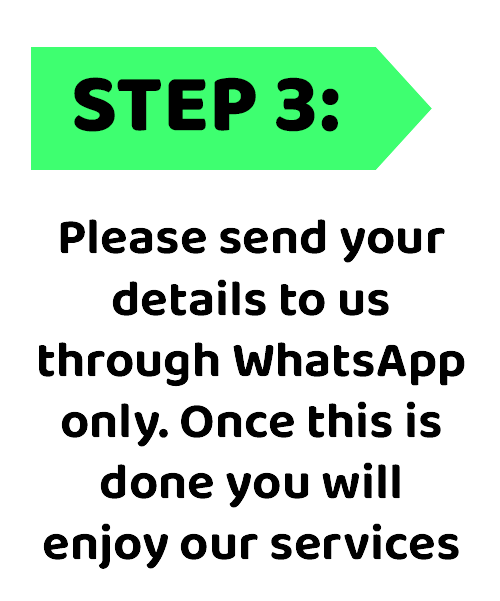 STEP 3:
Please send your
details to us
through WhatsApp
only. Once this is
done you will
enjoy our services